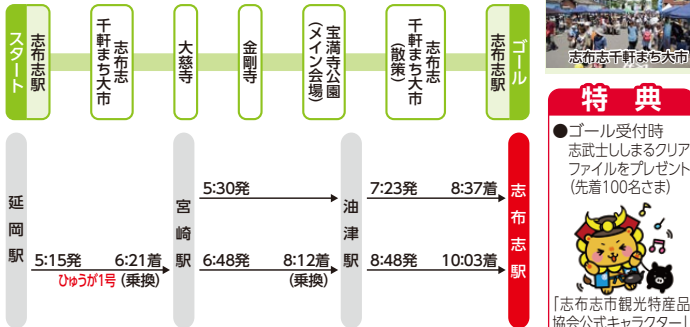 スタート
志布志駅
志布志
千軒まち大市
大慈寺
金剛寺
宝満寺公園
(メイン会場)
志布志
千軒まち大市
(散策)
ゴール
志布志駅
延岡駅
5:15発 6:21着
ひゅうが1号 (乗換)
宮崎駅
5:30発
6:48発 8:12着
(乗換)
油津駅
7:23発 8:37着
8:48発 10:03着
志布志駅
志布志千軒まち大市
特典
●ゴール受付時
志武士ししまるクリア
ファイルをプレゼント
(先着100名さま)
「志布志市観光特産品
協会公式キャラクター」